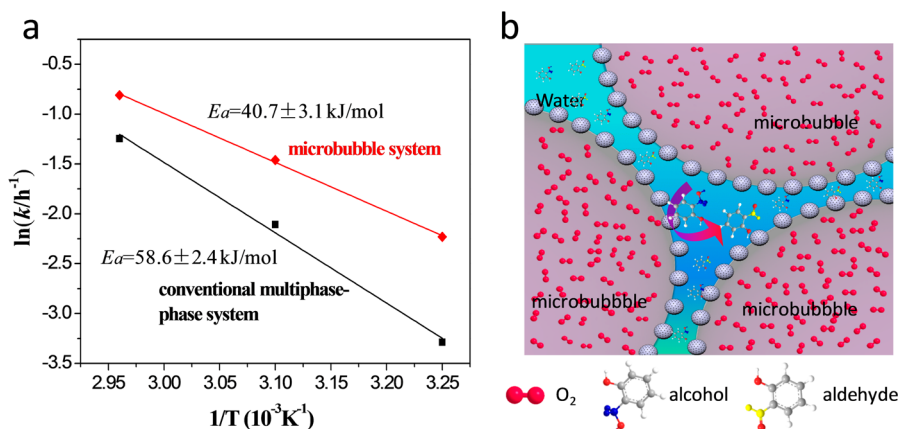 a
-0.5
-1.0
-1.5
-2.0
-2.5
-3.0
-3.5
ln(k/h⁻¹)
Ea=40.7±3.1 kJ/mol
microbubble system
Ea=58.6±2.4 kJ/mol
conventional multiphase-
phase system
2.95 3.00 3.05 3.10 3.15 3.20 3.25
1/T (10⁻³K⁻¹)
b
Water
microbubble
microbubbble
microbubbble
O₂ alcohol aldehyde